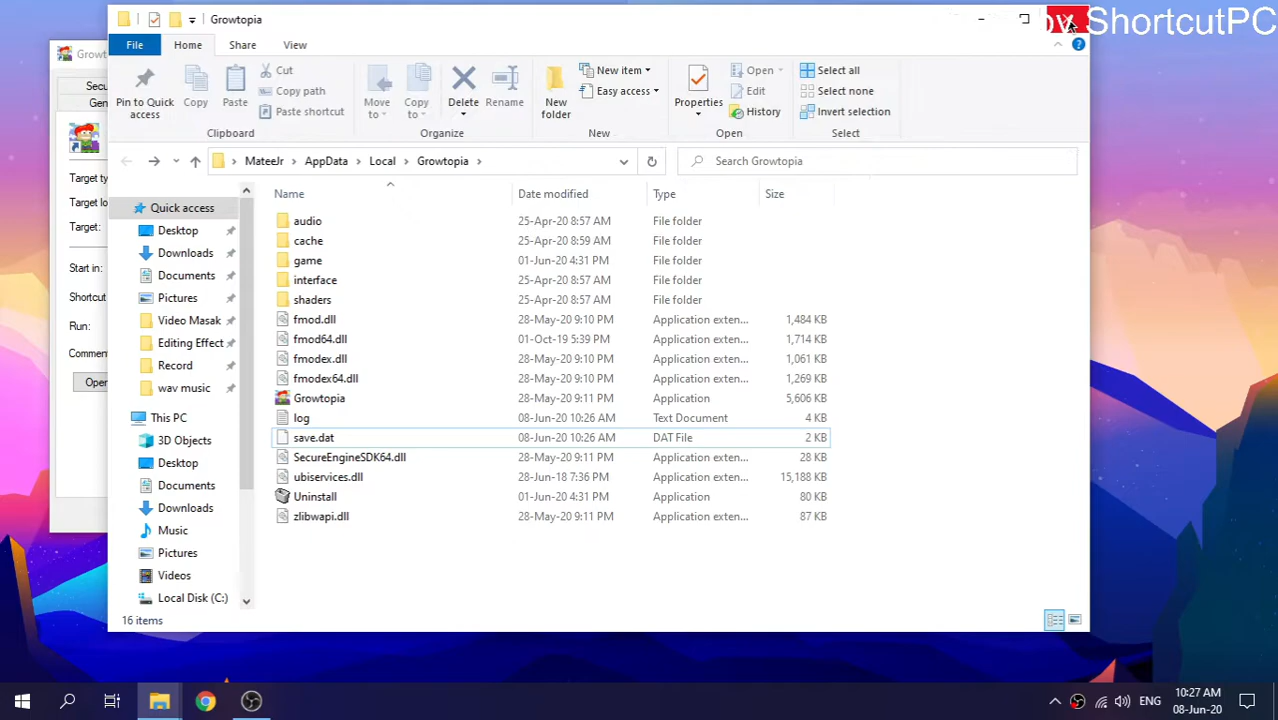 Growtopia
ShortcutPC
File Home Share View
Growt
Secu
Gen
Target typ
Target lo
Target:
Start in:
Shortcut
Run:
Commen
Open
Pin to Quick access
Copy
Paste
Cut
Copy path
Paste shortcut
Clipboard
Move to
Copy to
Delete
Rename
Organize
New folder
New item
Easy access
New
Properties
Open
Edit
History
Open
Select all
Select none
Invert selection
Select
MateeJr > AppData > Local > Growtopia >
Search Growtopia
Name Date modified Type Size
Quick access
Desktop
Downloads
Documents
Pictures
Video Masak
Editing Effect
Record
wav music
This PC
3D Objects
Desktop
Documents
Downloads
Music
Pictures
Videos
Local Disk (C:)
audio 25-Apr-20 8:57 AM File folder
cache 25-Apr-20 8:59 AM File folder
game 01-Jun-20 4:31 PM File folder
interface 25-Apr-20 8:57 AM File folder
shaders 25-Apr-20 8:57 AM File folder
fmod.dll 28-May-20 9:10 PM Application exten... 1,484 KB
fmod64.dll 01-Oct-19 5:39 PM Application exten... 1,714 KB
fmodex.dll 28-May-20 9:10 PM Application exten... 1,061 KB
fmodex64.dll 28-May-20 9:10 PM Application exten... 1,269 KB
Growtopia 28-May-20 9:11 PM Application 5,606 KB
log 08-Jun-20 10:26 AM Text Document 4 KB
save.dat 08-Jun-20 10:26 AM DAT File 2 KB
SecureEngineSDK64.dll 28-May-20 9:11 PM Application exten... 28 KB
ubiservices.dll 28-Jun-18 7:36 PM Application exten... 15,188 KB
Uninstall 01-Jun-20 4:31 PM Application 80 KB
zlibwapi.dll 28-May-20 9:11 PM Application exten... 87 KB
16 items
ENG
10:27 AM
08-Jun-20